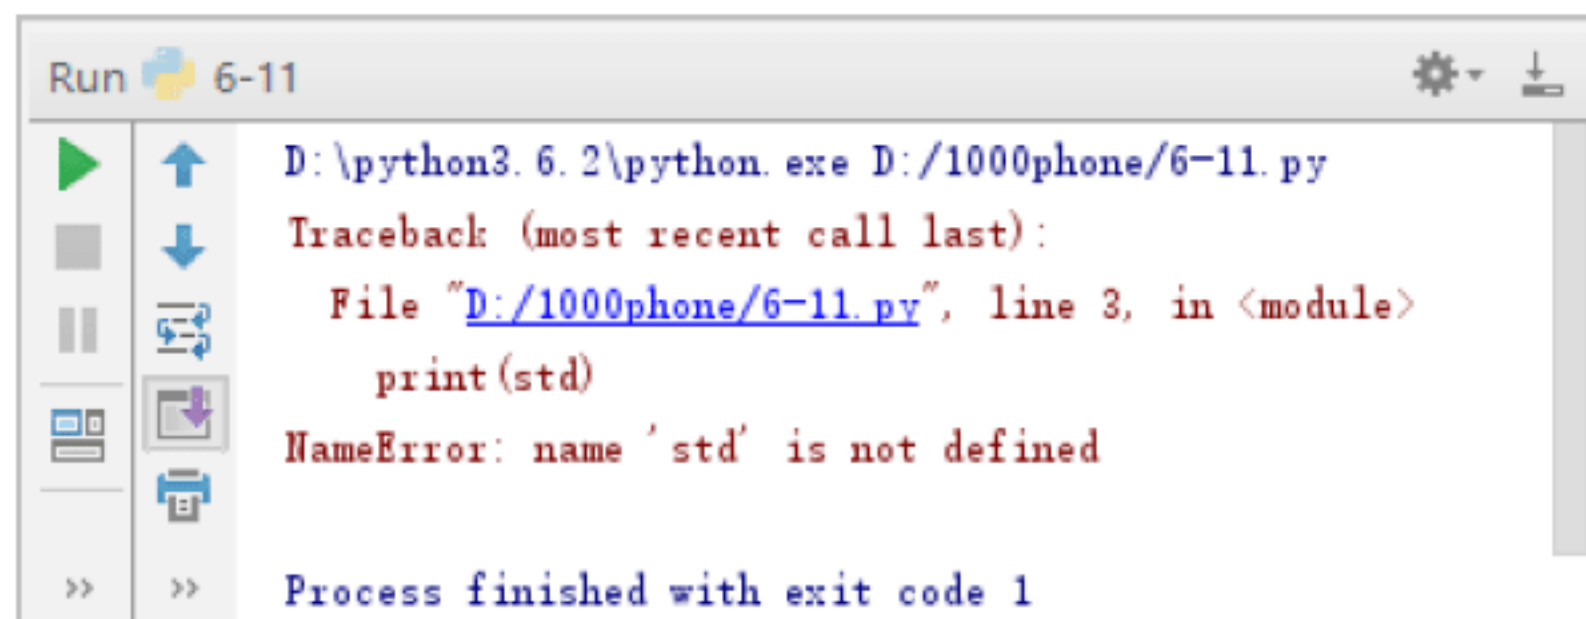 Run 6-11
D:\python3.6.2\python.exe D:/1000phone/6-11.py
Traceback (most recent call last):
  File "D:/1000phone/6-11.py", line 3, in <module>
    print(std)
NameError: name 'std' is not defined
Process finished with exit code 1